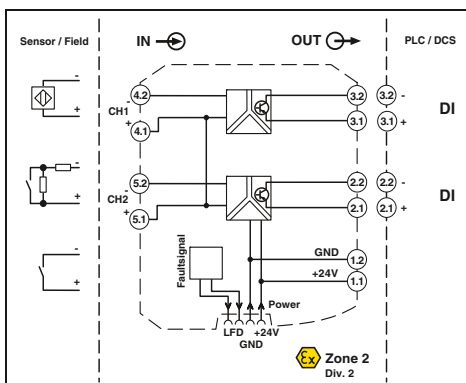 Sensor / Field
IN
OUT
PLC / DCS
-
+
4.2
-
CH1
+
4.1
3.2
3.1
3.2 -
3.1 +
DI
-
+
5.2
-
CH2
+
5.1
2.2
2.1
2.2 -
2.1 +
DI
-
+
Faultsignal
GND
1.2
+24V
1.1
Power
LFD +24V
GND
Ex Zone 2
Div. 2